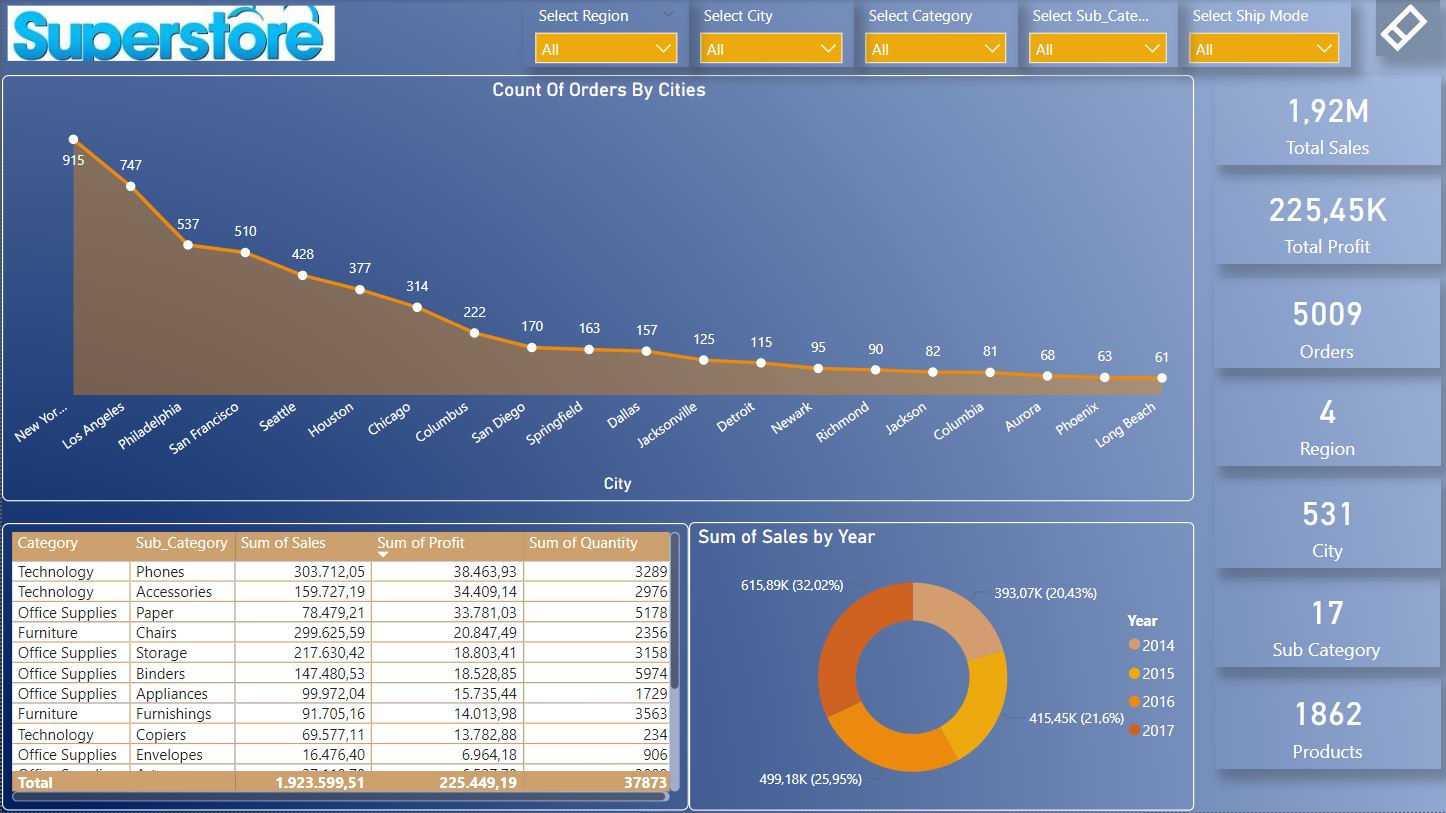 Superstore
Select Region
All
Select City
All
Select Category
All
Select Sub_Cate...
All
Select Ship Mode
All
Count Of Orders By Cities
915
747
537
510
428
377
314
222
170
163
157
125
115
95
90
82
81
68
63
61
New Yor...
Los Angeles
Philadelphia
San Francisco
Seattle
Houston
Chicago
Columbus
San Diego
Springfield
Dallas
Jacksonville
Detroit
Newark
Richmond
Jackson
Columbia
Aurora
Phoenix
Long Beach
City
1,92M
Total Sales
225,45K
Total Profit
5009
Orders
4
Region
531
City
17
Sub Category
1862
Products
Category Sub_Category Sum of Sales Sum of Profit Sum of Quantity
Technology Phones 303.712,05 38.463,93 3289
Technology Accessories 159.727,19 34.409,14 2976
Office Supplies Paper 78.479,21 33.781,03 5178
Furniture Chairs 299.625,59 20.847,49 2356
Office Supplies Storage 217.630,42 18.803,41 3158
Office Supplies Binders 147.480,53 18.528,85 5974
Office Supplies Appliances 99.972,04 15.735,44 1729
Furniture Furnishings 91.705,16 14.013,98 3563
Technology Copiers 69.577,11 13.782,88 234
Office Supplies Envelopes 16.476,40 6.964,18 906
Total 1.923.599,51 225.449,19 37873
Sum of Sales by Year
615,89K (32,02%)
393,07K (20,43%)
415,45K (21,6%)
499,18K (25,95%)
Year
2014
2015
2016
2017